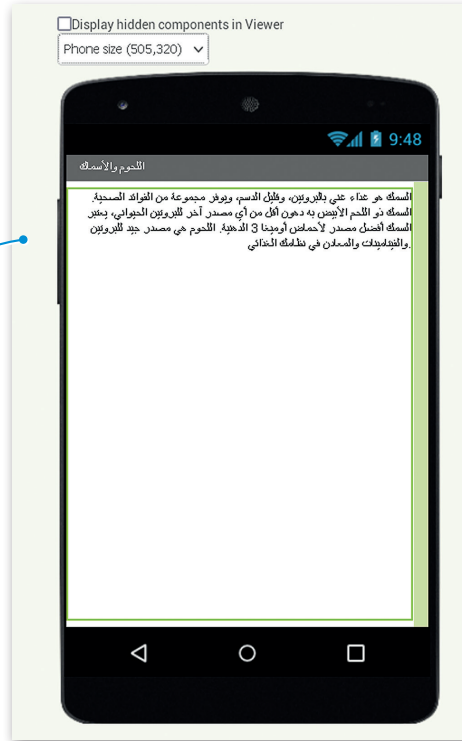 Display hidden components in Viewer
Phone size (505,320)
9:48
اللحوم والأسماك
السمك هو غذاء غني بالبروتين، وقليل الدسم، ويوفر مجموعة من الفوائد الصحية.
السمك ذو اللحم الأبيض به دهون أقل من أي مصدر آخر للبروتين الحيواني، يعتبر
السمك أفضل مصدر لأحماض أوميغا 3 الدهنية. اللحوم هي مصدر جيد للبروتين
والفيتامينات والمعادن في نظامك الغذائي.